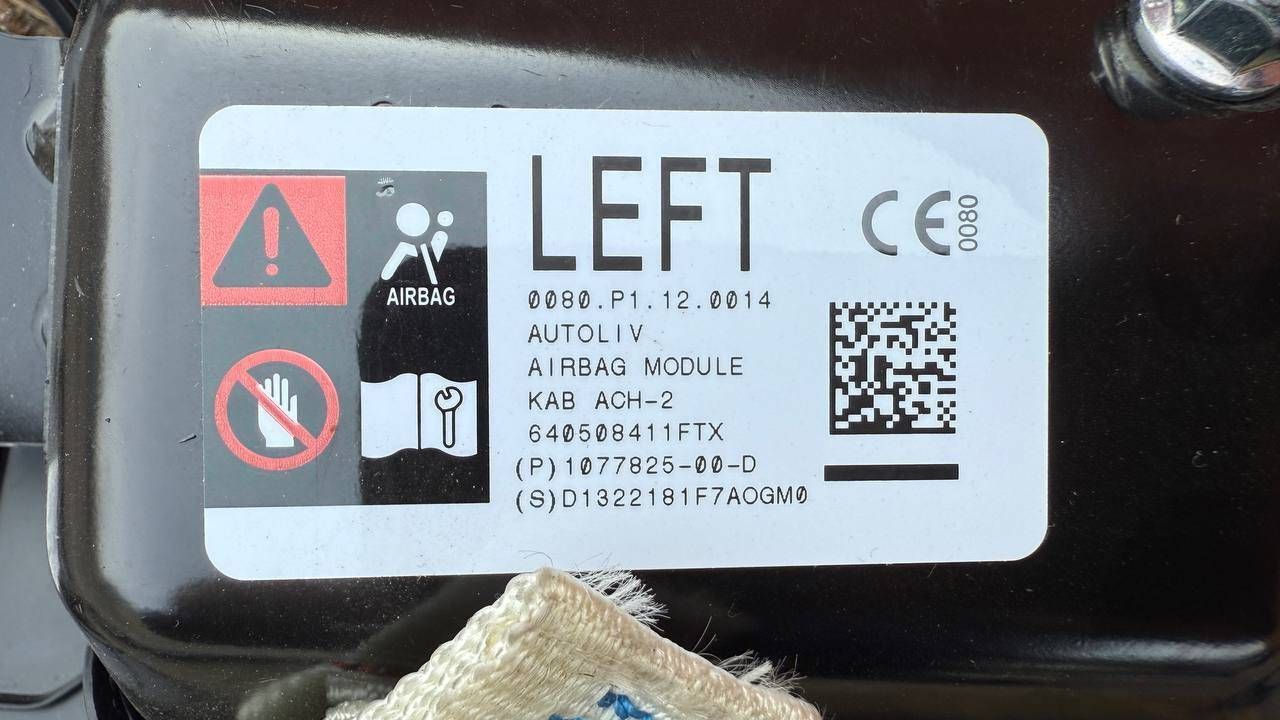 LEFT
CE 0080
AIRBAG
0080.P1.12.0014
AUTOLIV
AIRBAG MODULE
KAB ACH-2
640508411FTX
(P)1077825-00-D
(S)D1322181F7AOGM0